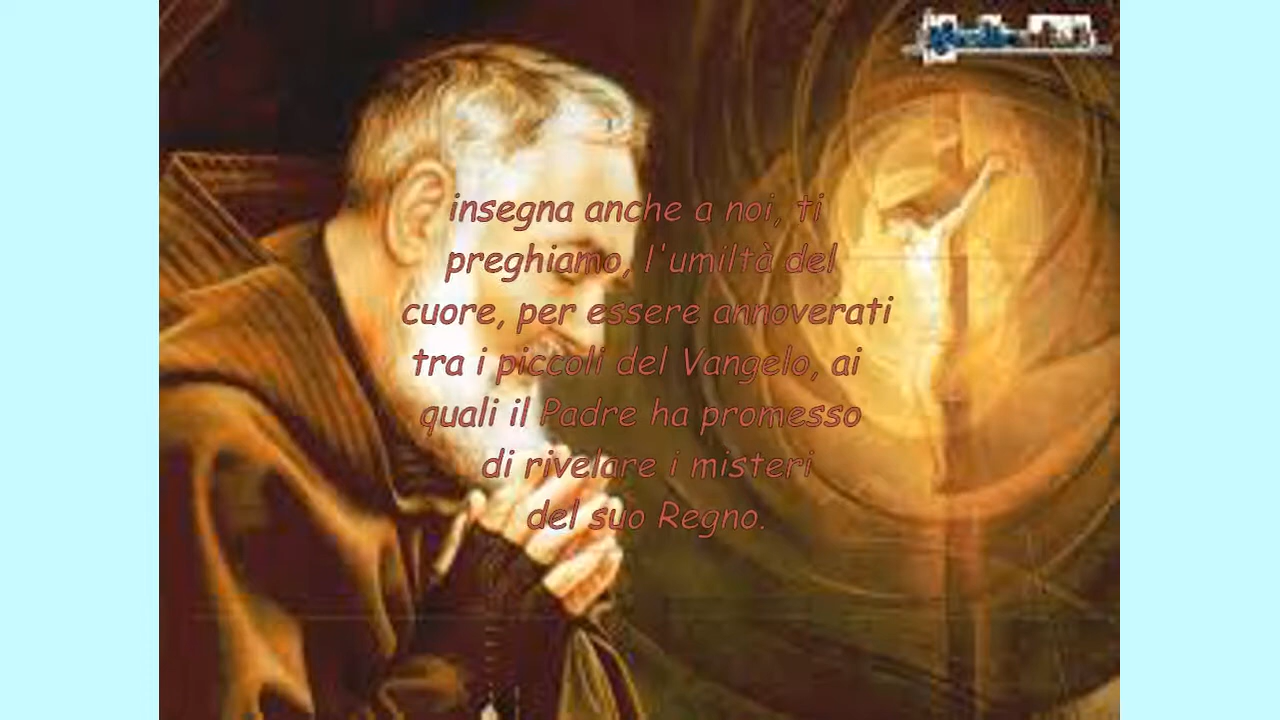 insegna anche a noi, ti
preghiamo, l'umiltà del
cuore, per essere annoverati
tra i piccoli del Vangelo, ai
quali il Padre ha promesso
di rivelare i misteri
del suo Regno.